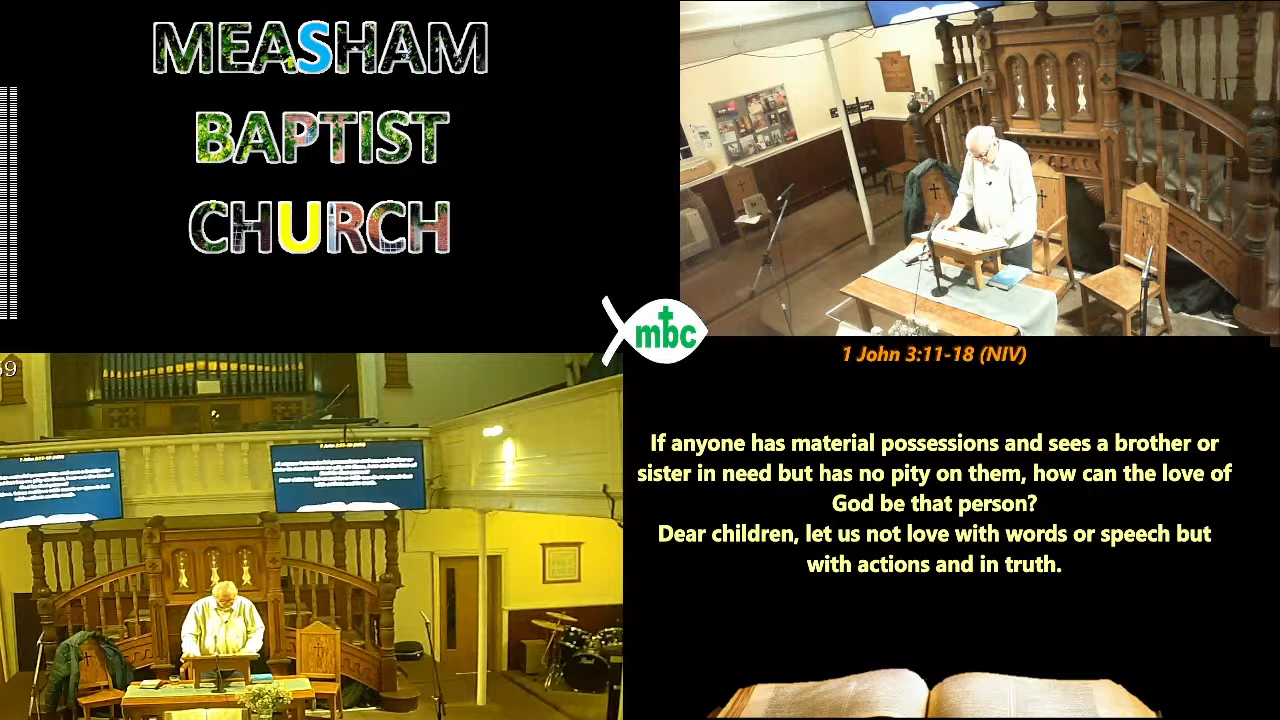 MEASHAM
BAPTIST
CHURCH
mbc
1 John 3:11-18 (NIV)
If anyone has material possessions and sees a brother or
sister in need but has no pity on them, how can the love of
God be that person?
Dear children, let us not love with words or speech but
with actions and in truth.
59